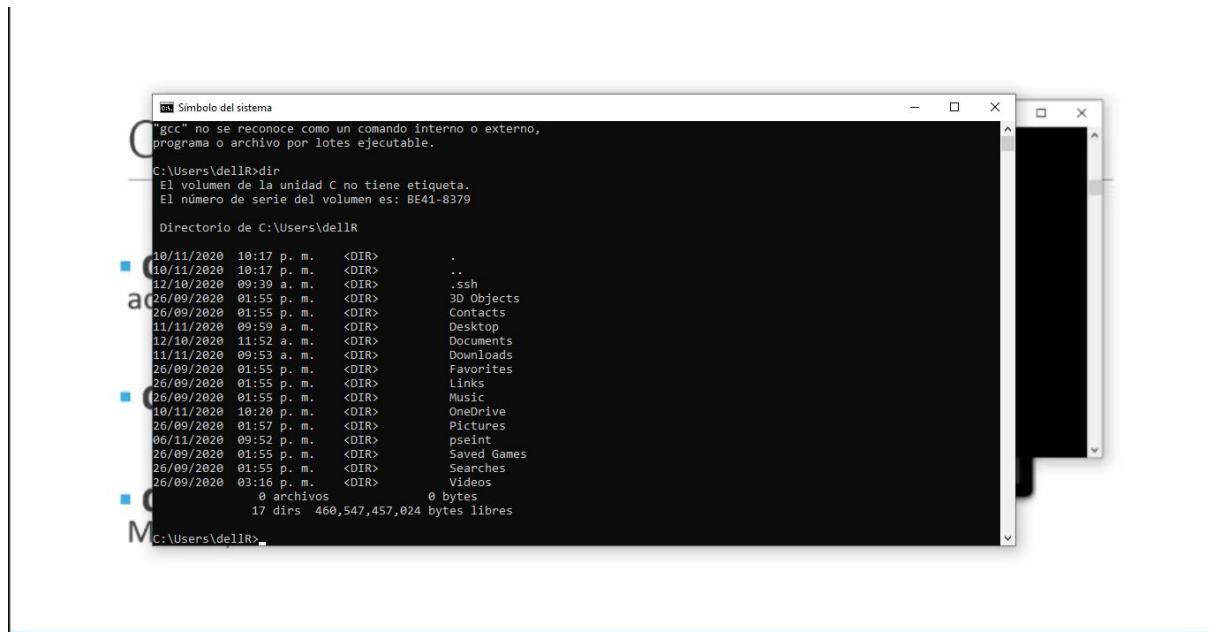 Símbolo del sistema
"gcc" no se reconoce como un comando interno o externo,
programa o archivo por lotes ejecutable.
C:\Users\dellR>dir
El volumen de la unidad C no tiene etiqueta.
El número de serie del volumen es: BE41-8379
Directorio de C:\Users\dellR
10/11/2020 10:17 p. m. <DIR> .
10/11/2020 10:17 p. m. <DIR> ..
12/10/2020 09:39 a. m. <DIR> .ssh
26/09/2020 01:55 p. m. <DIR> 3D Objects
26/09/2020 01:55 p. m. <DIR> Contacts
11/11/2020 09:59 a. m. <DIR> Desktop
12/10/2020 11:52 a. m. <DIR> Documents
11/11/2020 09:53 a. m. <DIR> Downloads
26/09/2020 01:55 p. m. <DIR> Favorites
26/09/2020 01:55 p. m. <DIR> Links
26/09/2020 01:55 p. m. <DIR> Music
10/11/2020 10:20 p. m. <DIR> OneDrive
26/09/2020 01:57 p. m. <DIR> Pictures
06/11/2020 09:52 p. m. <DIR> pseint
26/09/2020 01:55 p. m. <DIR> Saved Games
26/09/2020 01:55 p. m. <DIR> Searches
26/09/2020 03:16 p. m. <DIR> Videos
0 archivos 0 bytes
17 dirs 460,547,457,024 bytes libres
C:\Users\dellR>